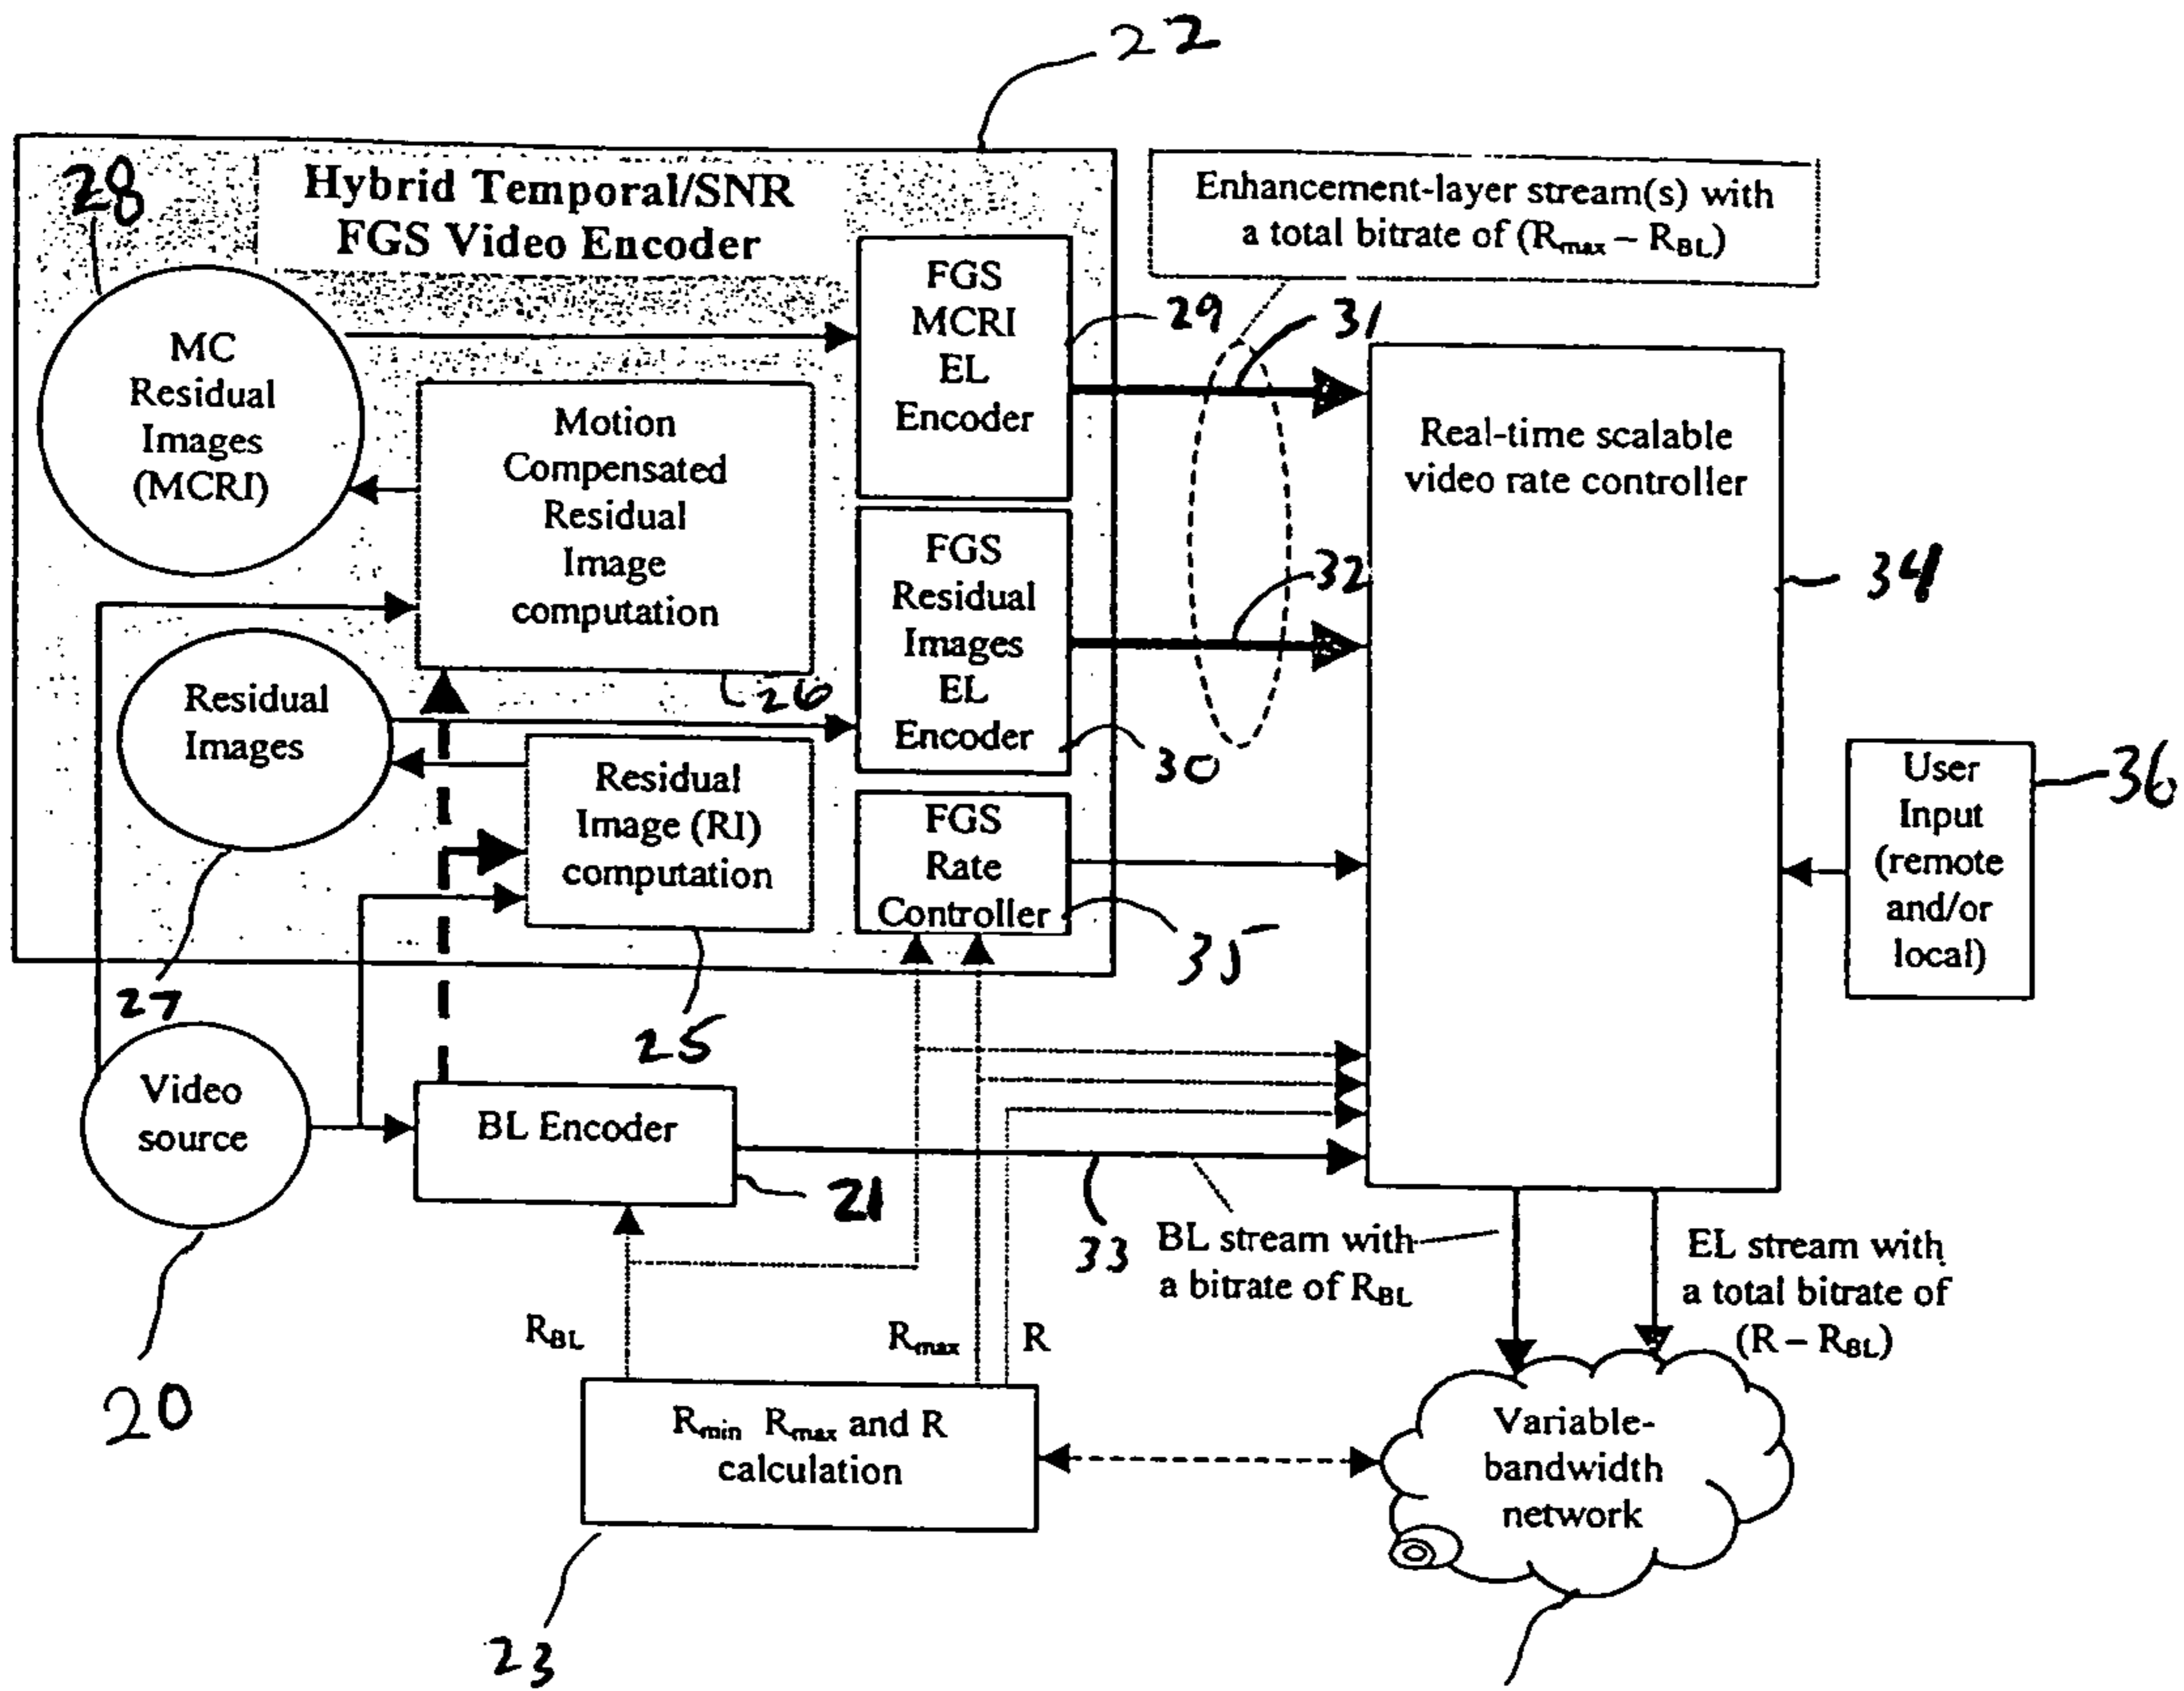 22
28
Hybrid Temporal/SNR
FGS Video Encoder
Enhancement-layer stream(s) with
a total bitrate of (Rmax – RBL)
MC
Residual
Images
(MCRI)
Motion
Compensated
Residual
Image
computation
26
FGS
MCRI
EL
Encoder
29
31
FGS
Residual
Images
EL
Encoder
30
32
Real-time scalable
video rate controller
34
Residual
Images
27
Residual
Image (RI)
computation
25
FGS
Rate
Controller
35
User
Input
(remote
and/or
local)
36
Video
source
20
BL Encoder
21
33
BL stream with
a bitrate of RBL
EL stream with
a total bitrate of
(R – RBL)
RBL
Rmax
R
Rmin Rmax and R
calculation
23
Variable-
bandwidth
network